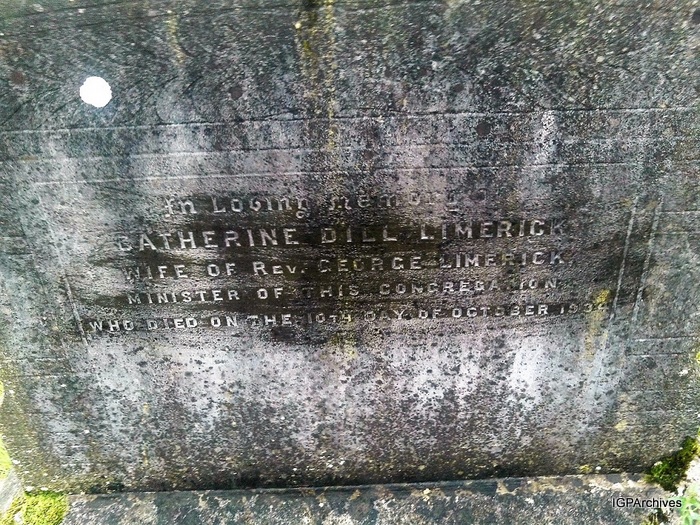 In Loving Memory
CATHERINE DILL LIMERICK
WIFE OF REV. GEORGE LIMERICK
MINISTER OF THIS CONGREGATION
WHO DIED ON THE 10TH DAY OF OCTOBER
IGPArchives